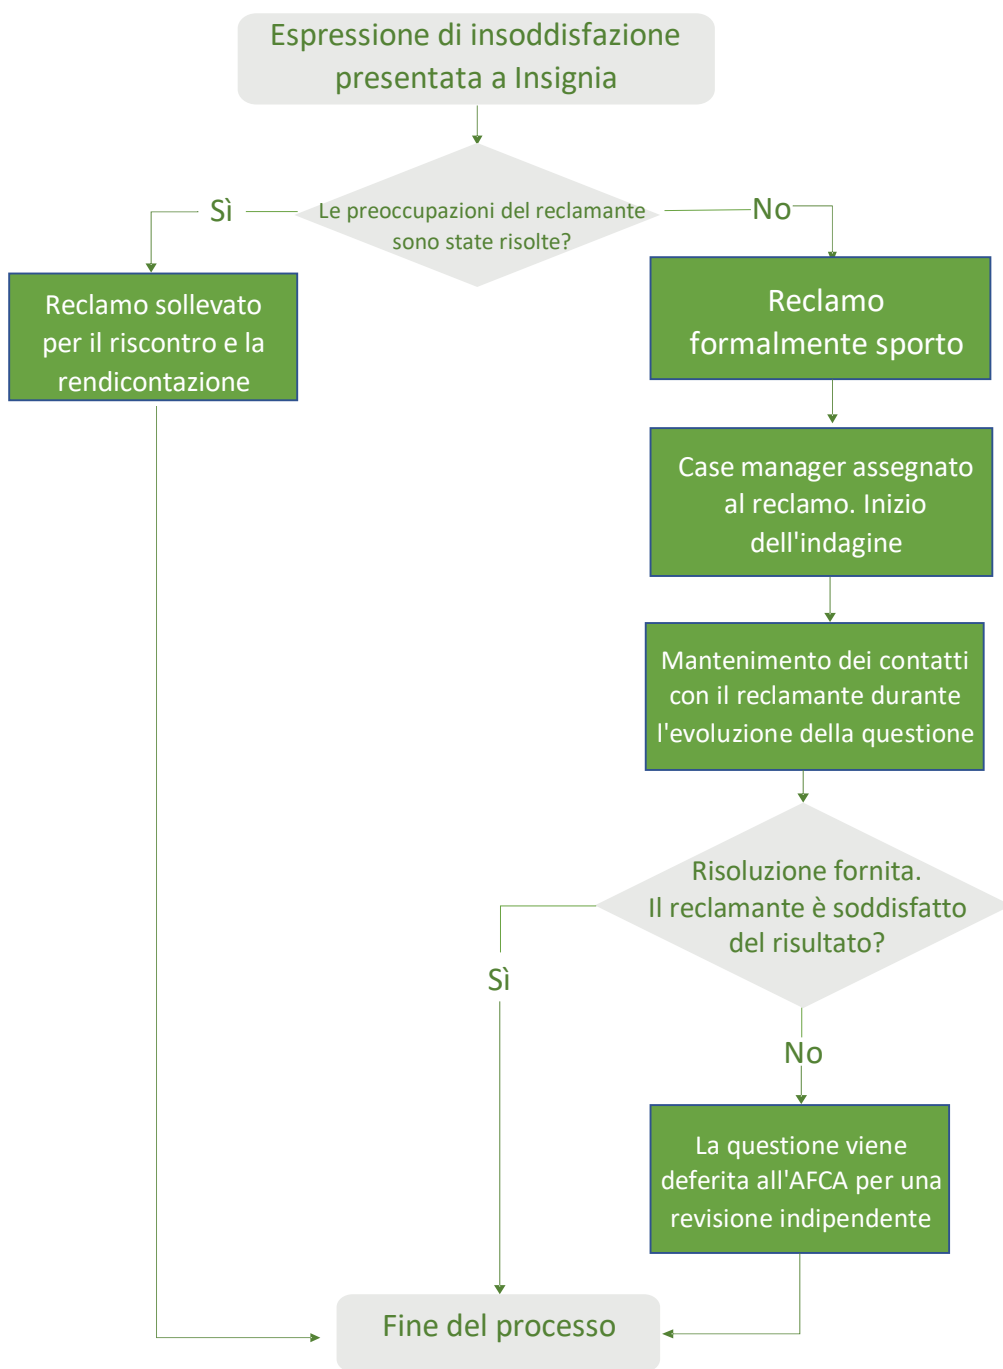 Espressione di insoddisfazione
presentata a Insignia
Sì
Le preoccupazioni del reclamante
sono state risolte?
No
Reclamo sollevato
per il riscontro e la
rendicontazione
Reclamo
formalmente sporto
Case manager assegnato
al reclamo. Inizio
dell'indagine
Mantenimento dei contatti
con il reclamante durante
l'evoluzione della questione
Risoluzione fornita.
Il reclamante è soddisfatto
del risultato?
Sì
No
La questione viene
deferita all'AFCA per una
revisione indipendente
Fine del processo